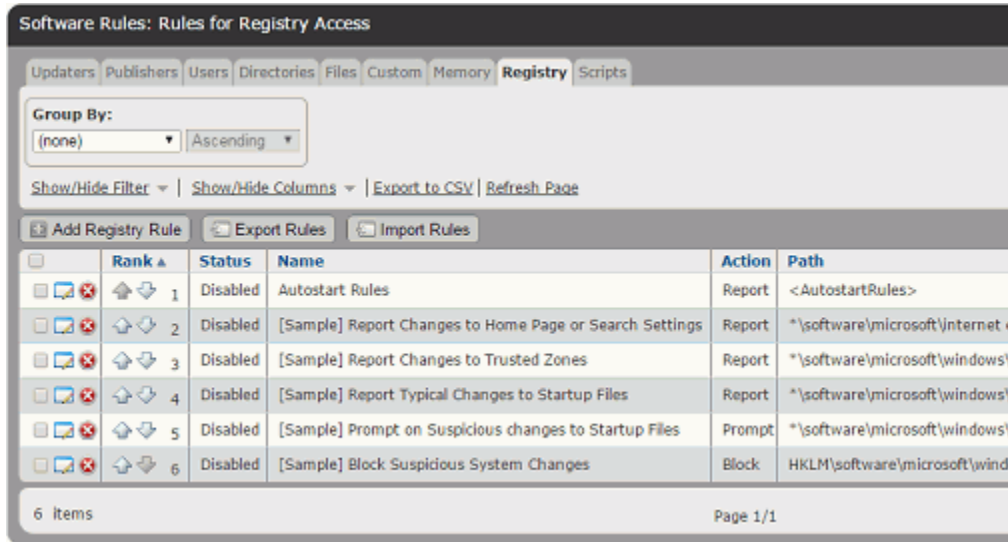 Software Rules: Rules for Registry Access
Updaters Publishers Users Directories Files Custom Memory Registry Scripts
Group By:
(none) Ascending
Show/Hide Filter | Show/Hide Columns | Export to CSV | Refresh Page
Add Registry Rule Export Rules Import Rules
Rank Status Name Action Path
1 Disabled Autostart Rules Report <AutostartRules>
2 Disabled [Sample] Report Changes to Home Page or Search Settings Report *\software\microsoft\internet
3 Disabled [Sample] Report Changes to Trusted Zones Report *\software\microsoft\windows\
4 Disabled [Sample] Report Typical Changes to Startup Files Report *\software\microsoft\windows\
5 Disabled [Sample] Prompt on Suspicious changes to Startup Files Prompt *\software\microsoft\windows\
6 Disabled [Sample] Block Suspicious System Changes Block HKLM\software\microsoft\wind
6 items Page 1/1